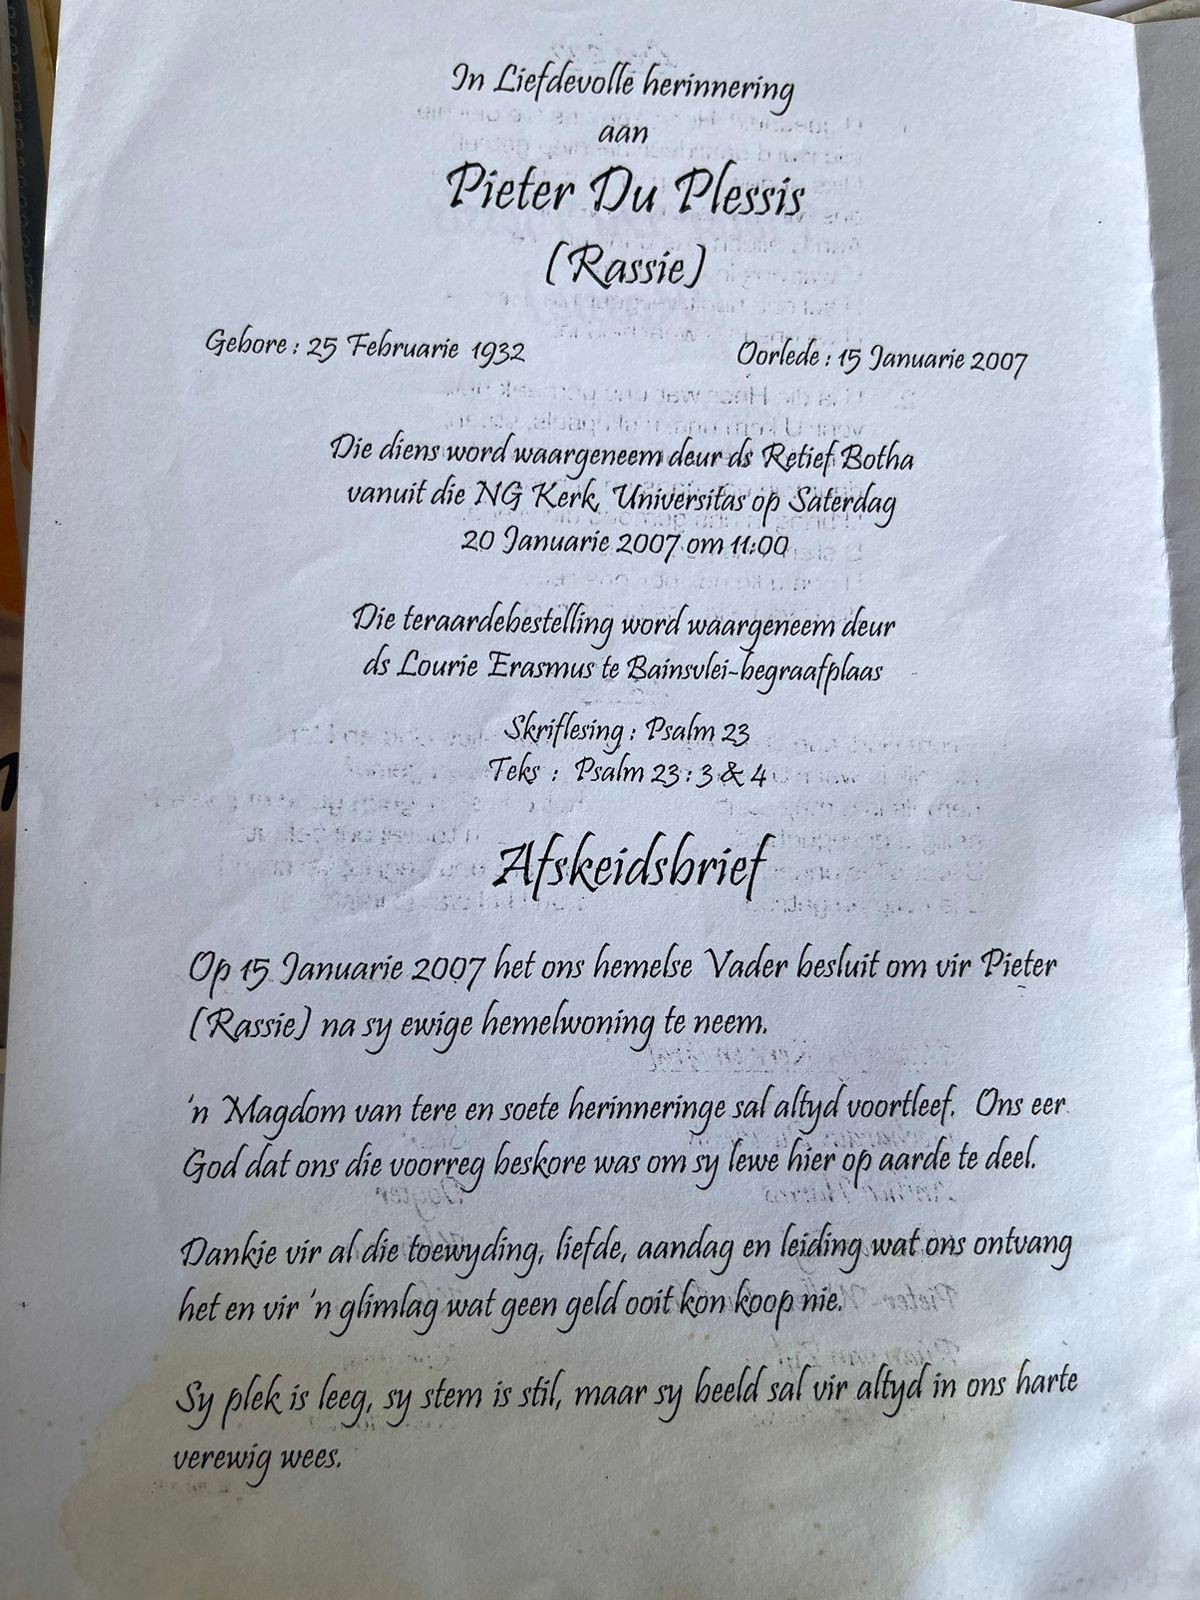 In Liefdevolle herinnering
aan
Pieter Du Plessis
(Rassie)
Gebore : 25 Februarie 1932
Oorlede : 15 Januarie 2007
Die diens word waargeneem deur ds Retief Botha
vanuit die NG Kerk, Universitas op Saterdag
20 Januarie 2007 om 11:00
Die teraardebestelling word waargeneem deur
ds Lourie Erasmus te Bainsvlei-begraafplaas
Skriflesing : Psalm 23
Teks : Psalm 23 : 3 & 4
Afskeidsbrief
Op 15 Januarie 2007 het ons hemelse Vader besluit om vir Pieter
(Rassie) na sy ewige hemelwoning te neem.
'n Magdom van tere en soete herinneringe sal altyd voortleef. Ons eer
God dat ons die voorreg beskore was om sy lewe hier op aarde te deel.
Dankie vir al die toewyding, liefde, aandag en leiding wat ons ontvang
het en vir 'n glimlag wat geen geld ooit kon koop nie.
Sy plek is leeg, sy stem is stil, maar sy beeld sal vir altyd in ons harte
verewig wees.